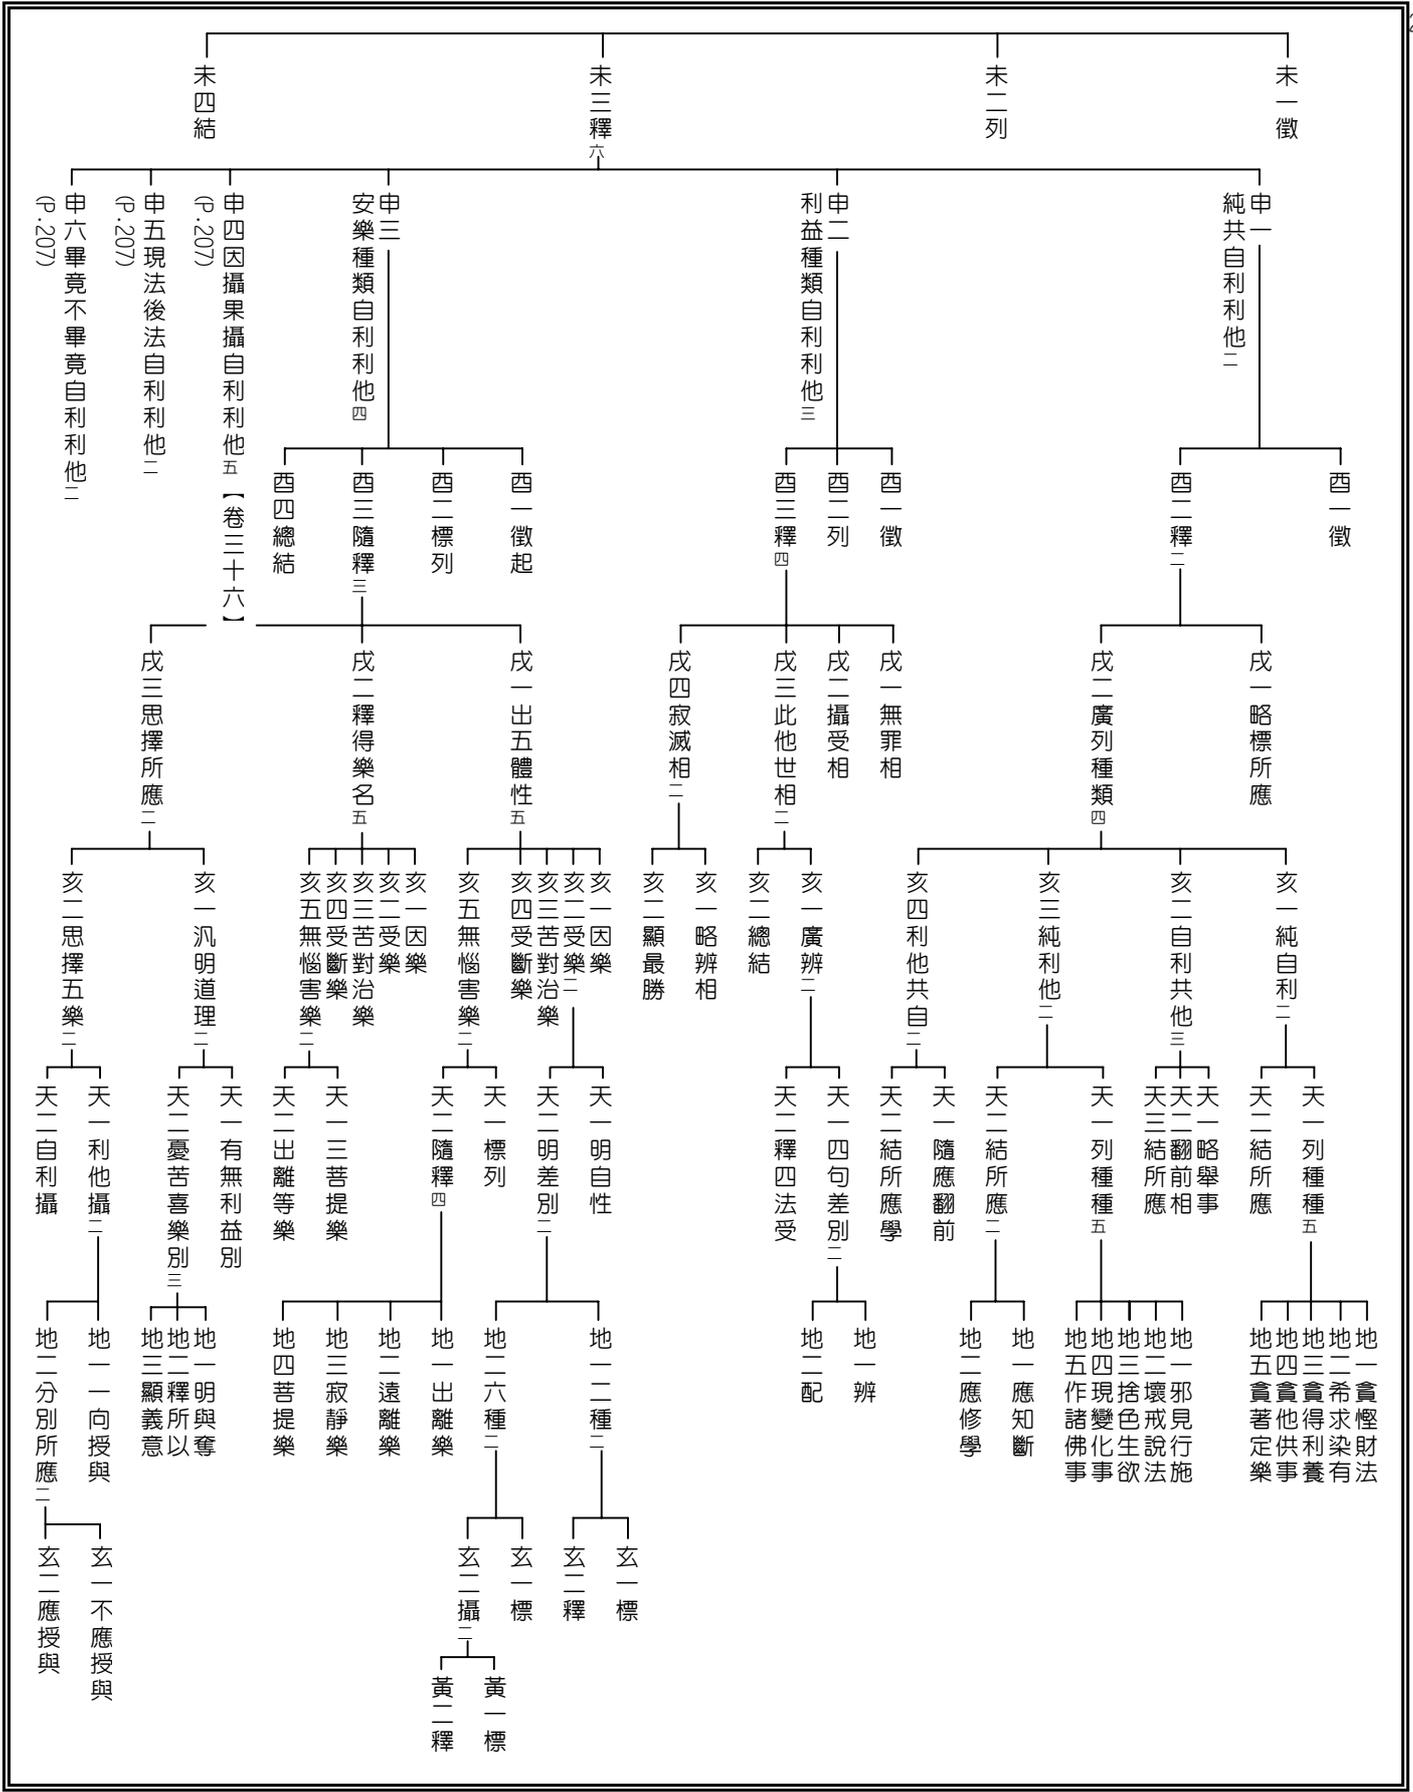 未一徵
未二列
未三釋六
未四結
申一
純共自利利他二
申二
利益種類自利利他三
申三
安樂種類自利利他四
申四因攝果攝自利利他五【卷三十六】
(P.207)
申五現法後法自利利他二
(P.207)
申六畢竟不畢竟自利利他二
(P.207)
酉一徵
酉二釋二
酉一徵
酉二列
酉三釋四
酉一徵起
酉二標列
酉三隨釋三
酉四總結
戌一略標所應
戌二廣列種類四
戌一無罪相
戌二攝受相
戌三此他世相二
戌四寂滅相二
戌一出五體性五
戌二釋得樂名五
戌三思擇所應二
亥一純自利二
亥二自利共他三
亥三純利他二
亥四利他共自二
亥一廣辨二
亥二總結
亥一略辨相
亥二顯最勝
亥一因樂
亥二受樂二
亥三苦對治樂
亥四受斷樂
亥五無惱害樂二
亥一因樂
亥二受樂
亥三苦對治樂
亥四受斷樂
亥五無惱害樂二
亥一汎明道理二
亥二思擇五樂二
天一列種種五
天二結所應
天一略舉事
天二翻前相
天三結所應
天一列種種五
天二結所應二
天一隨應翻前
天二結所應學
天一四句差別二
天二釋四法受
天一明自性
天二明差別二
天一標列
天二隨釋四
天一三菩提樂
天二出離等樂
天一有無利益別
天二憂苦喜樂別三
天一利他攝二
天二自利攝
地一貪慳財法
地二希求染有
地三貪得利養
地四貪他供事
地五貪著定樂
地一邪見行施
地二壞戒說法
地三捨色生欲
地四現變化事
地五作諸佛事
地一應知斷
地二應修學
地一辨
地二配
地一二種二
地二六種二
地一出離樂
地二遠離樂
地三寂靜樂
地四菩提樂
地一明與奪
地二釋所以
地三顯義意
地一一向授與
地二分別所應二
玄一標
玄二釋
玄一標
玄二攝二
玄一不應授與
玄二應授與
黃一標
黃二釋